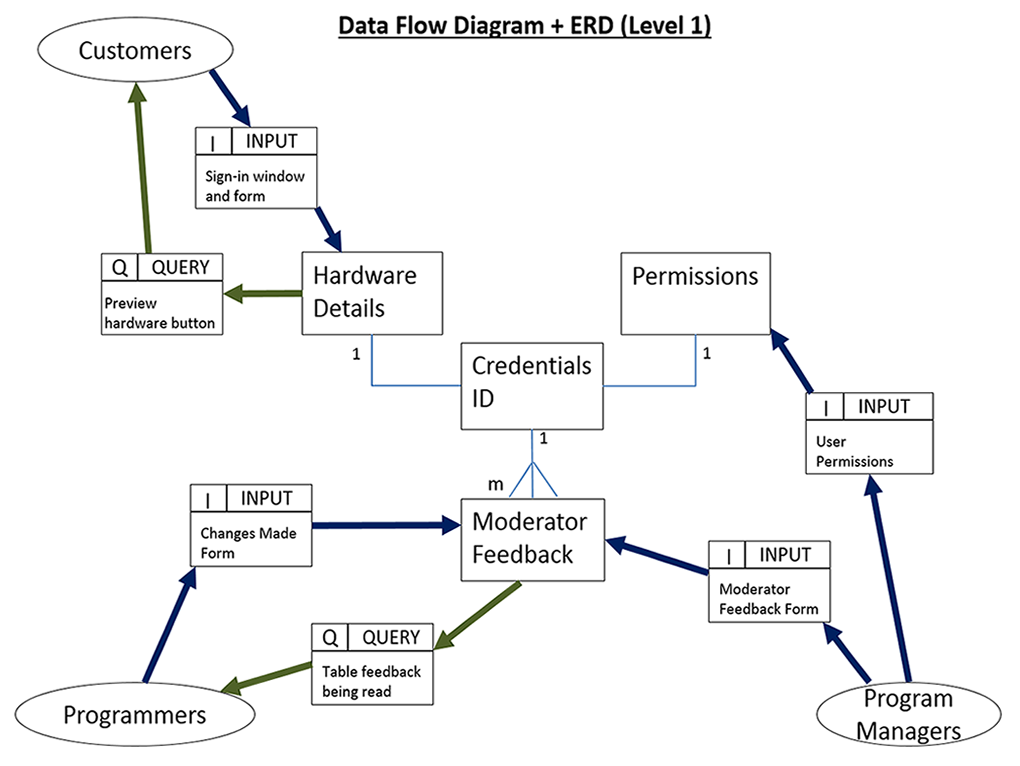 Data Flow Diagram + ERD (Level 1)
Customers
I INPUT
Sign-in window
and form
Q QUERY
Preview
hardware button
Hardware
Details
Permissions
1
1
Credentials
ID
I INPUT
User
Permissions
1
m
I INPUT
Changes Made
Form
Moderator
Feedback
I INPUT
Moderator
Feedback Form
Q QUERY
Table feedback
being read
Programmers
Program
Managers